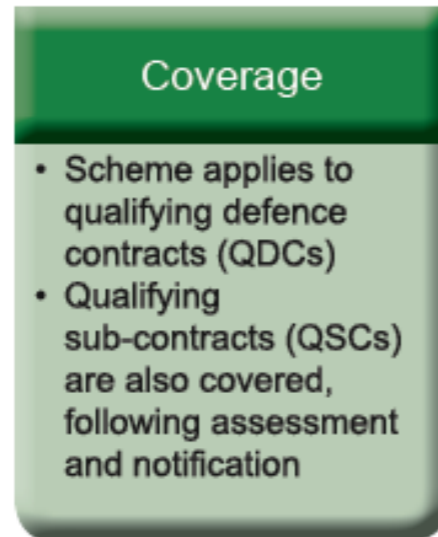 Coverage
• Scheme applies to
qualifying defence
contracts (QDCs)
• Qualifying
sub-contracts (QSCs)
are also covered,
following assessment
and notification